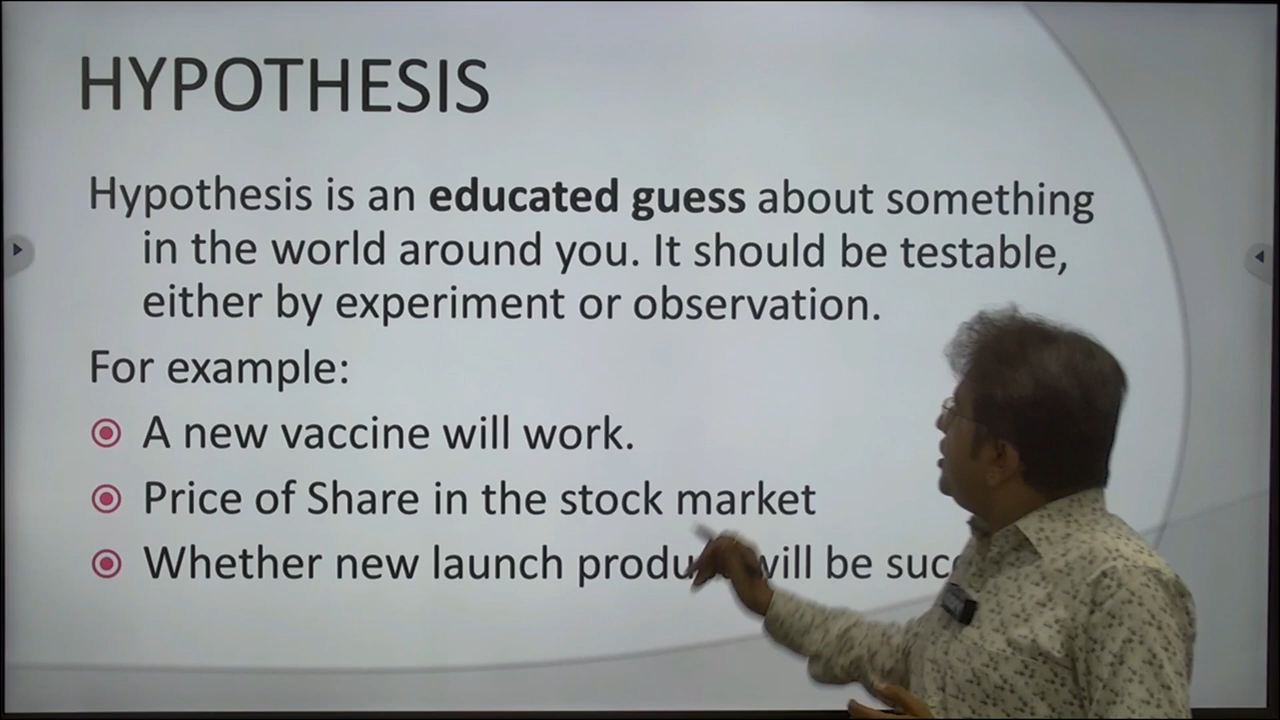 HYPOTHESIS
Hypothesis is an educated guess about something
in the world around you. It should be testable,
either by experiment or observation.
For example:
A new vaccine will work.
Price of Share in the stock market
Whether new launch will be